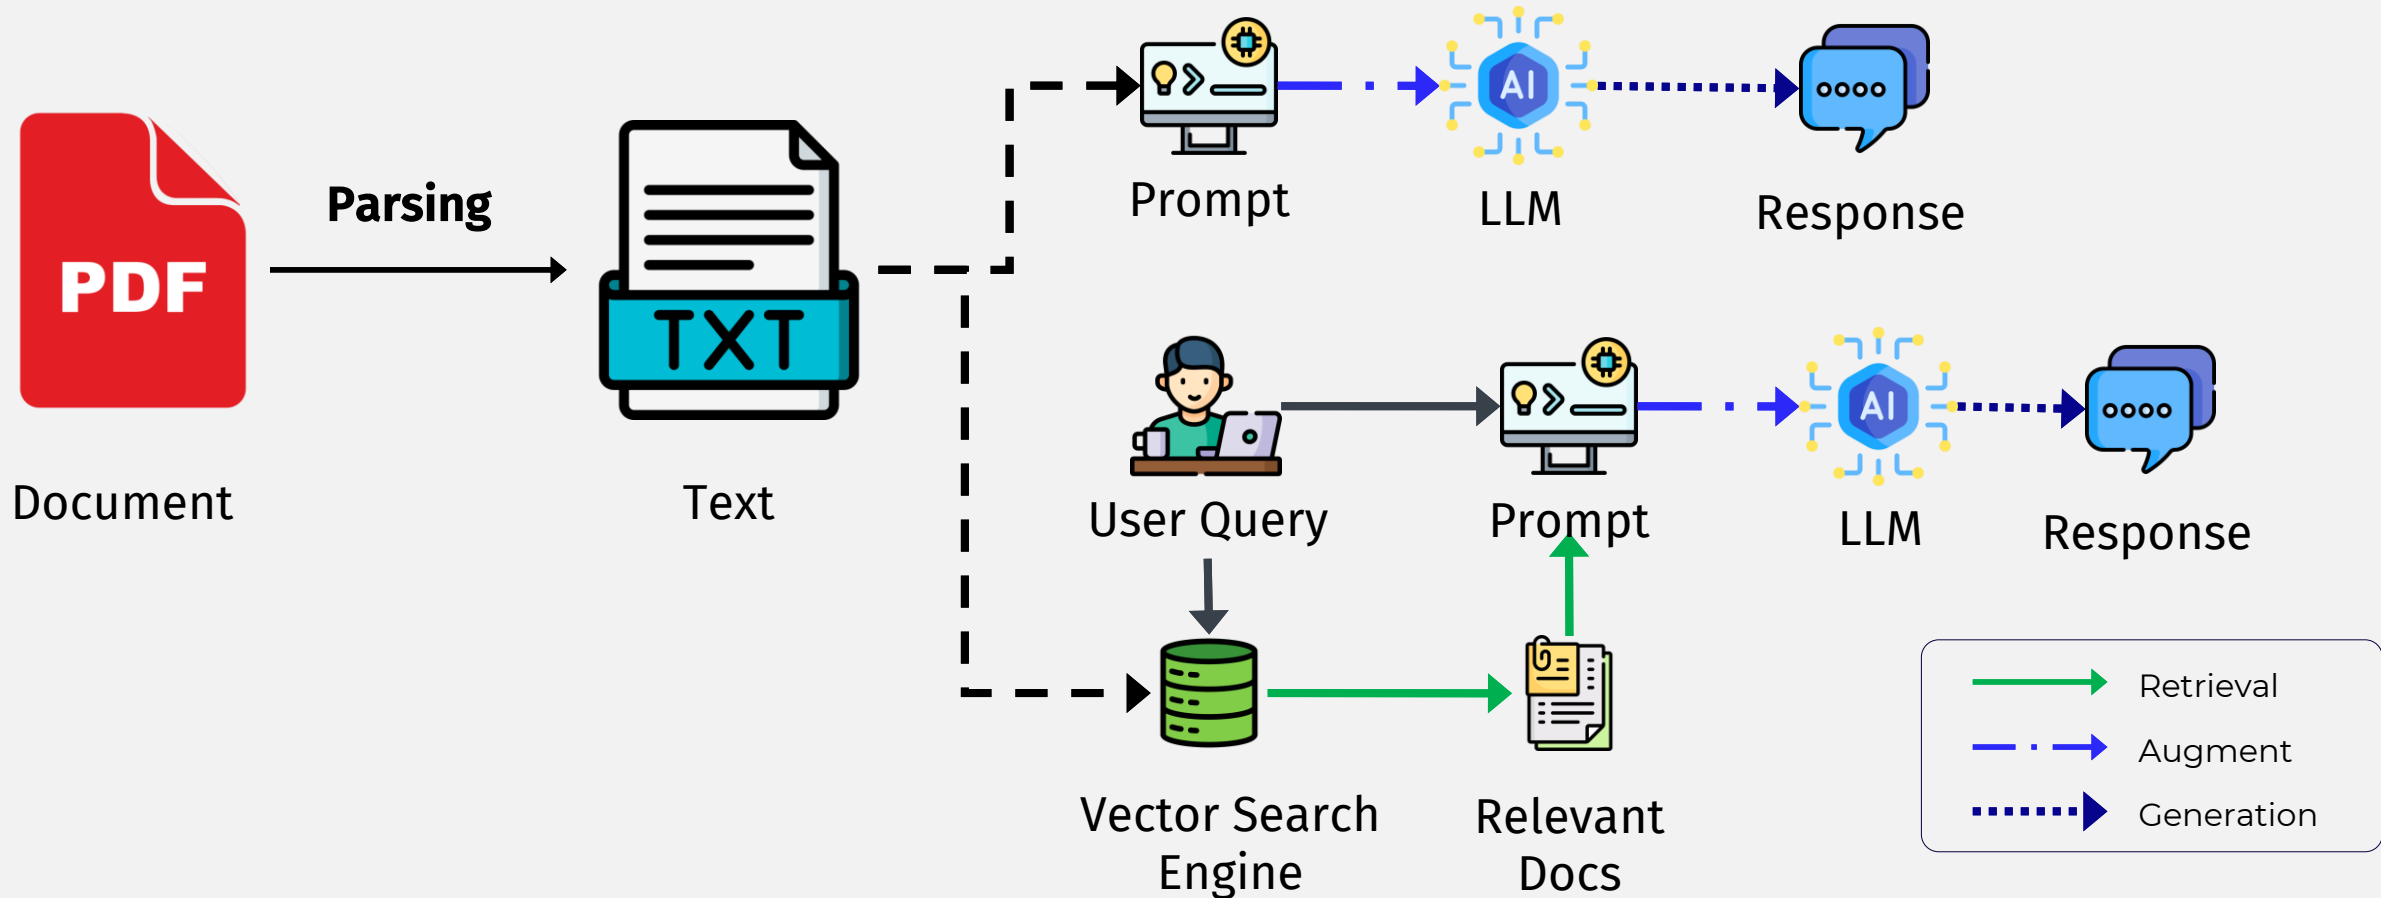 PDF
Document
Parsing
TXT
Text
Prompt
AI
LLM
Response
User Query
Prompt
AI
LLM
Response
Vector Search
Engine
Relevant
Docs
Retrieval
Augment
Generation